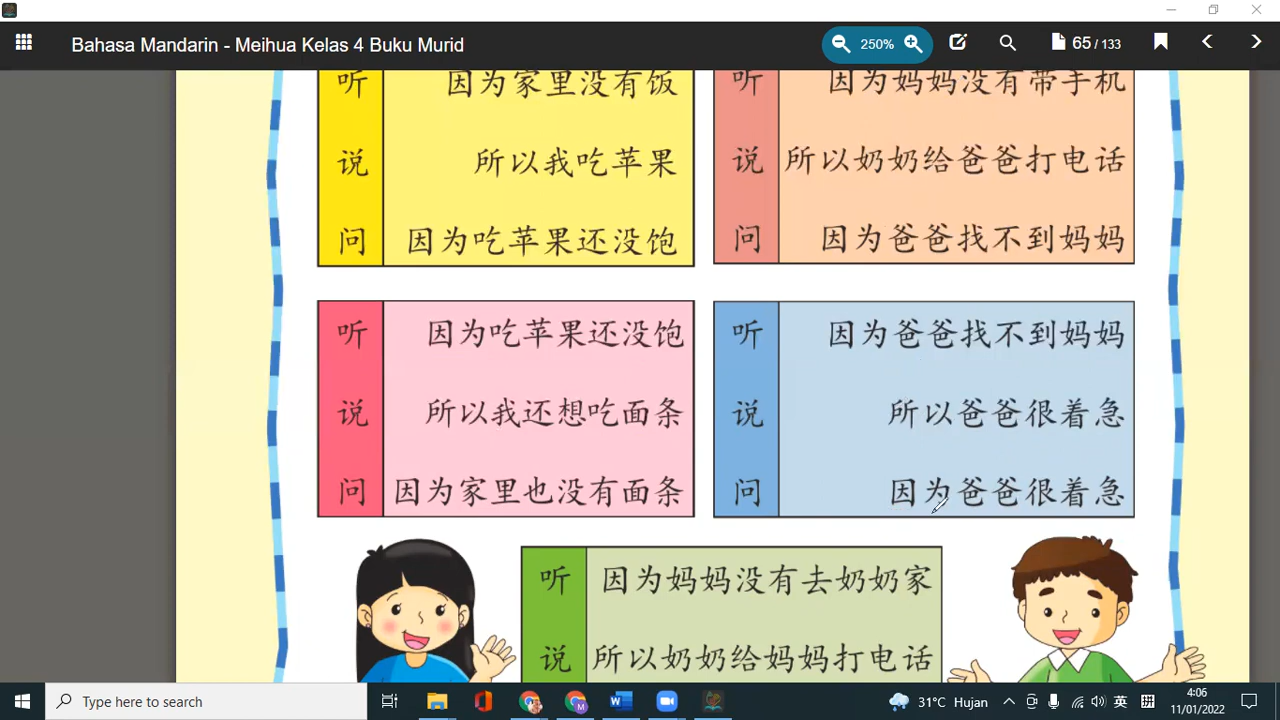 Bahasa Mandarin - Meihua Kelas 4 Buku Murid
250%
65 / 133
听 因为家里没有饭
说 所以我吃苹果
问 因为吃苹果还没饱
听 因为妈妈没有带手机
说 所以奶奶给爸爸打电话
问 因为爸爸找不到妈妈
听 因为吃苹果还没饱
说 所以我还想吃面条
问 因为家里也没有面条
听 因为爸爸找不到妈妈
说 所以爸爸很着急
问 因为爸爸很着急
听 因为妈妈没有去奶奶家
说 所以奶奶给妈妈打电话
Type here to search
31°C Hujan
英
4:06
11/01/2022